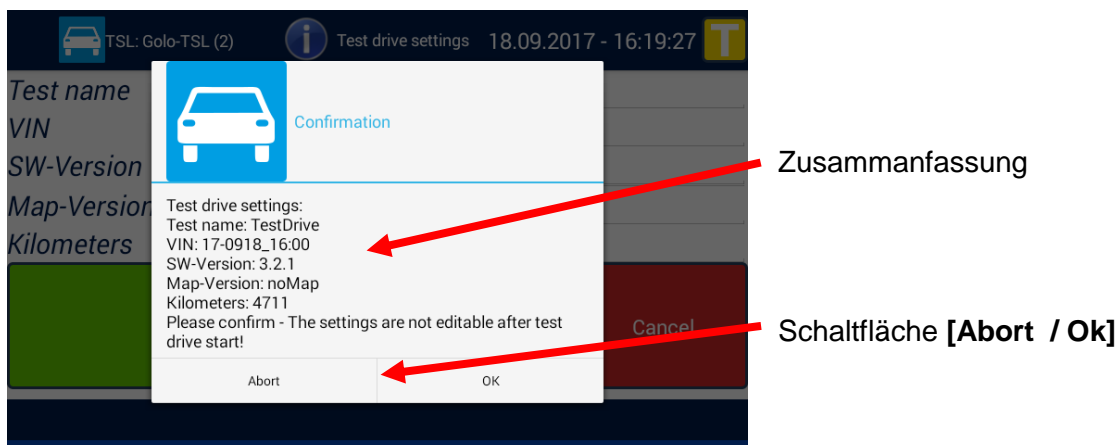 TSL: Golo-TSL (2)
Test drive settings
18.09.2017 - 16:19:27
T
Test name
VIN
SW-Version
Map-Version
Kilometers
Confirmation
Test drive settings:
Test name: TestDrive
VIN: 17-0918_16:00
SW-Version: 3.2.1
Map-Version: noMap
Kilometers: 4711
Please confirm - The settings are not editable after test
drive start!
Abort
OK
Cancel
Zusammanfassung
Schaltfläche [Abort / Ok]